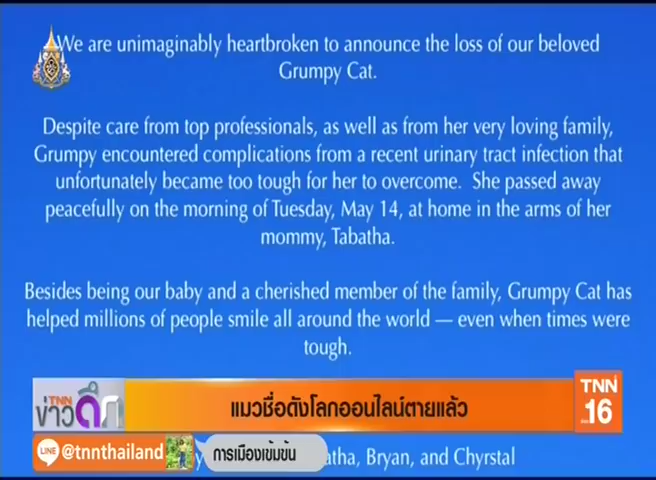 We are unimaginably heartbroken to announce the loss of our beloved
Grumpy Cat.
Despite care from top professionals, as well as from her very loving family,
Grumpy encountered complications from a recent urinary tract infection that
unfortunately became too tough for her to overcome. She passed away
peacefully on the morning of Tuesday, May 14, at home in the arms of her
mommy, Tabatha.
Besides being our baby and a cherished member of the family, Grumpy Cat has
helped millions of people smile all around the world — even when times were
tough.
TNN
ข่าวดึก
แมวชื่อดังโลกออนไลน์ตายแล้ว
TNN
16
LINE @tnnthailand
การเมืองเข้มข้น
atha, Bryan, and Chyrstal